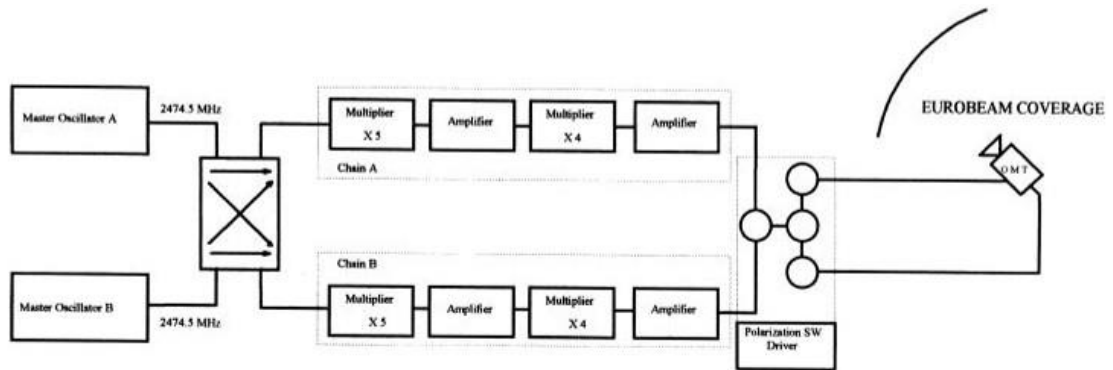 2474.5 MHz
Master Oscillator A
Multiplier
X 5
Amplifier
Multiplier
X 4
Amplifier
Chain A
EUROBEAM COVERAGE
O M T
Chain B
Master Oscillator B
2474.5 MHz
Multiplier
X 5
Amplifier
Multiplier
X 4
Amplifier
Polarization SW
Driver